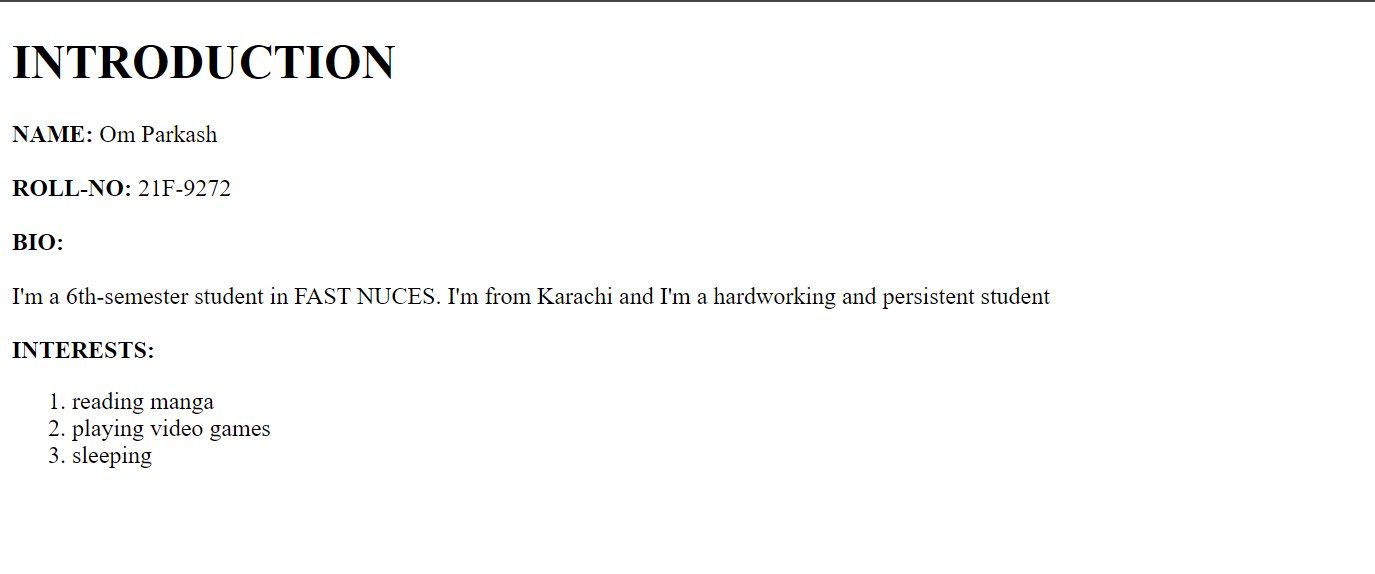 INTRODUCTION
NAME: Om Parkash
ROLL-NO: 21F-9272
BIO:
I'm a 6th-semester student in FAST NUCES. I'm from Karachi and I'm a hardworking and persistent student
INTERESTS:
1. reading manga
2. playing video games
3. sleeping